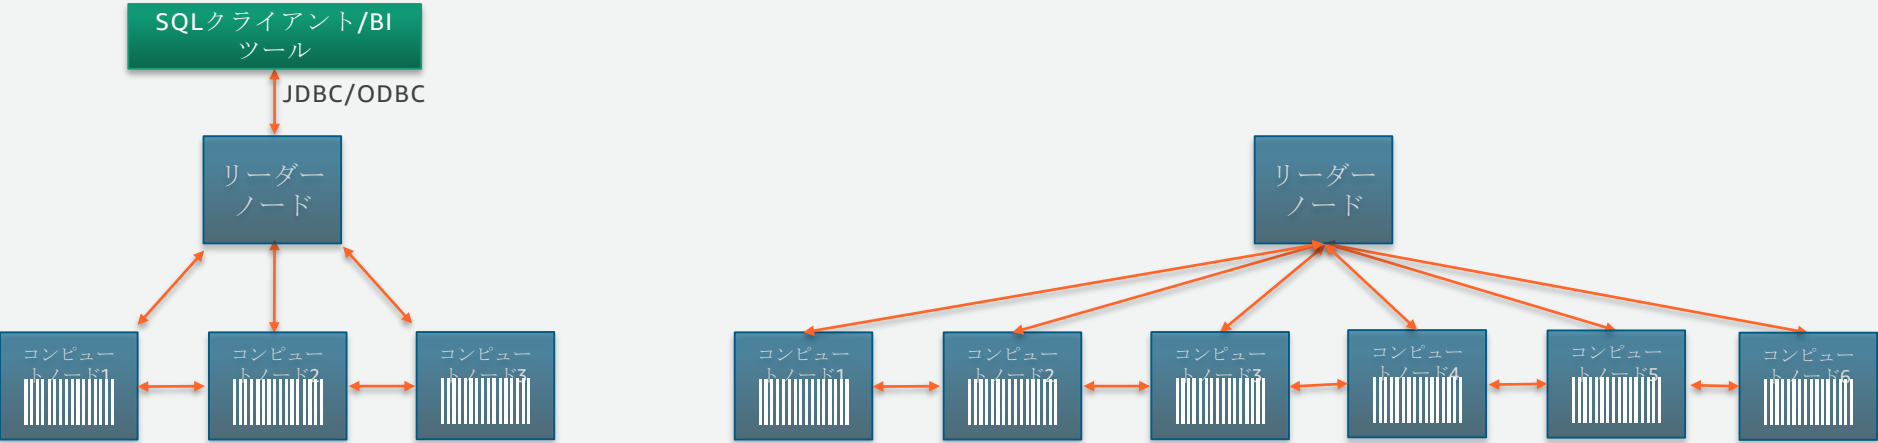 SQLクライアント/BI
ツール
JDBC/ODBC
リーダー
ノード
コンピュー
トノード1
コンピュー
トノード2
コンピュー
トノード3
リーダー
ノード
コンピュー
トノード1
コンピュー
トノード2
コンピュー
トノード3
コンピュー
トノード4
コンピュー
トノード5
コンピュー
トノード6